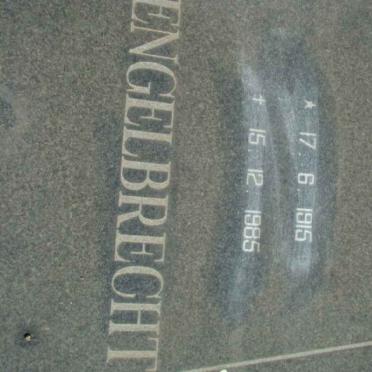 ENGELBRECHT
* 17 . 6 . 1915
† 15 . 12 . 1985